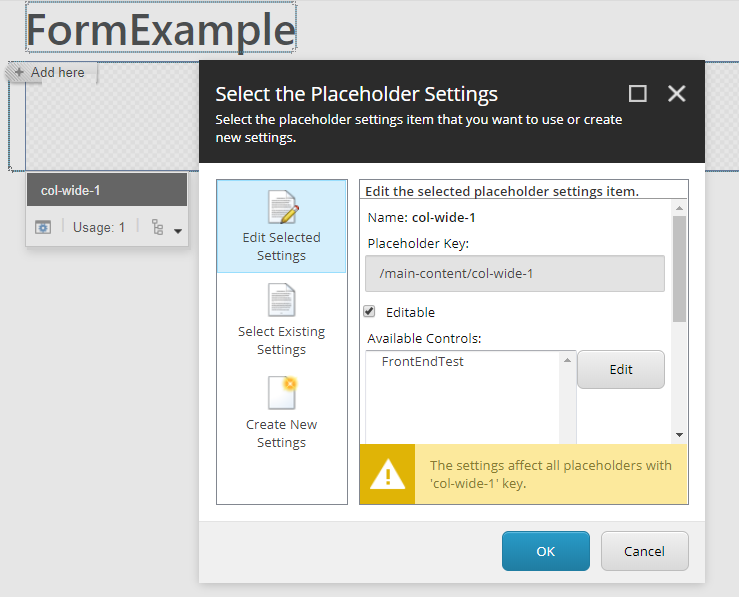 FormExample
+ Add here
col-wide-1
Usage: 1
Select the Placeholder Settings
Select the placeholder settings item that you want to use or create
new settings.
Edit Selected
Settings
Select Existing
Settings
Create New
Settings
Edit the selected placeholder settings item.
Name: col-wide-1
Placeholder Key:
/main-content/col-wide-1
Editable
Available Controls:
FrontEndTest
Edit
The settings affect all placeholders with
'col-wide-1' key.
OK
Cancel